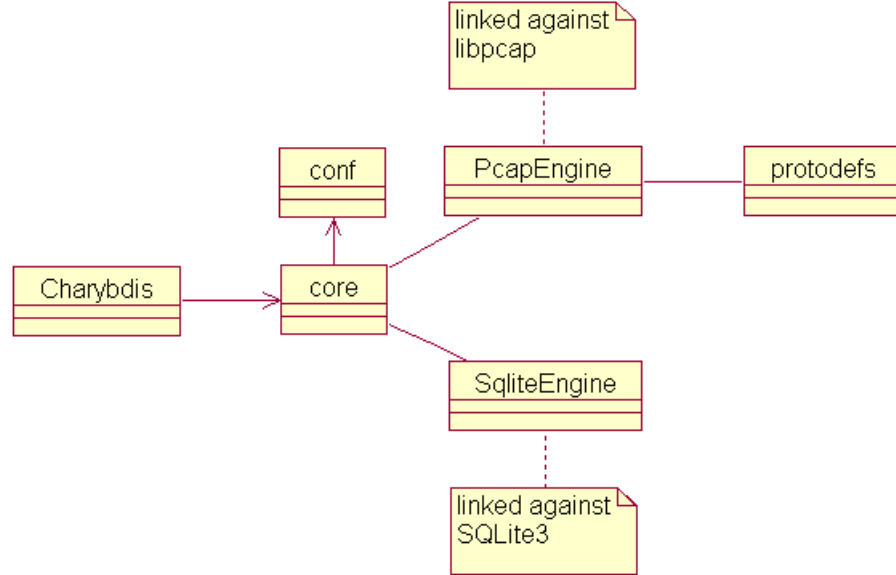 linked against
libpcap
conf
PcapEngine
protodefs
Charybdis
core
SqliteEngine
linked against
SQLite3